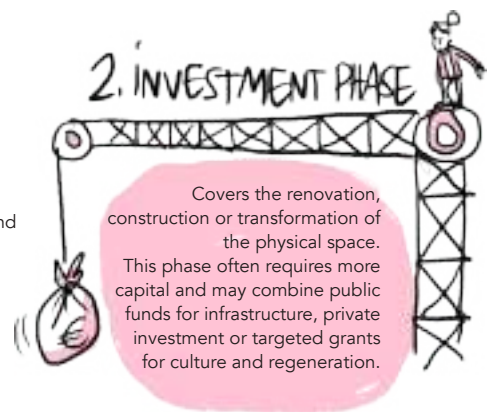 2. INVESTMENT PHASE
Covers the renovation,
construction or transformation of
the physical space.
This phase often requires more
capital and may combine public
funds for infrastructure, private
investment or targeted grants
for culture and regeneration.
€